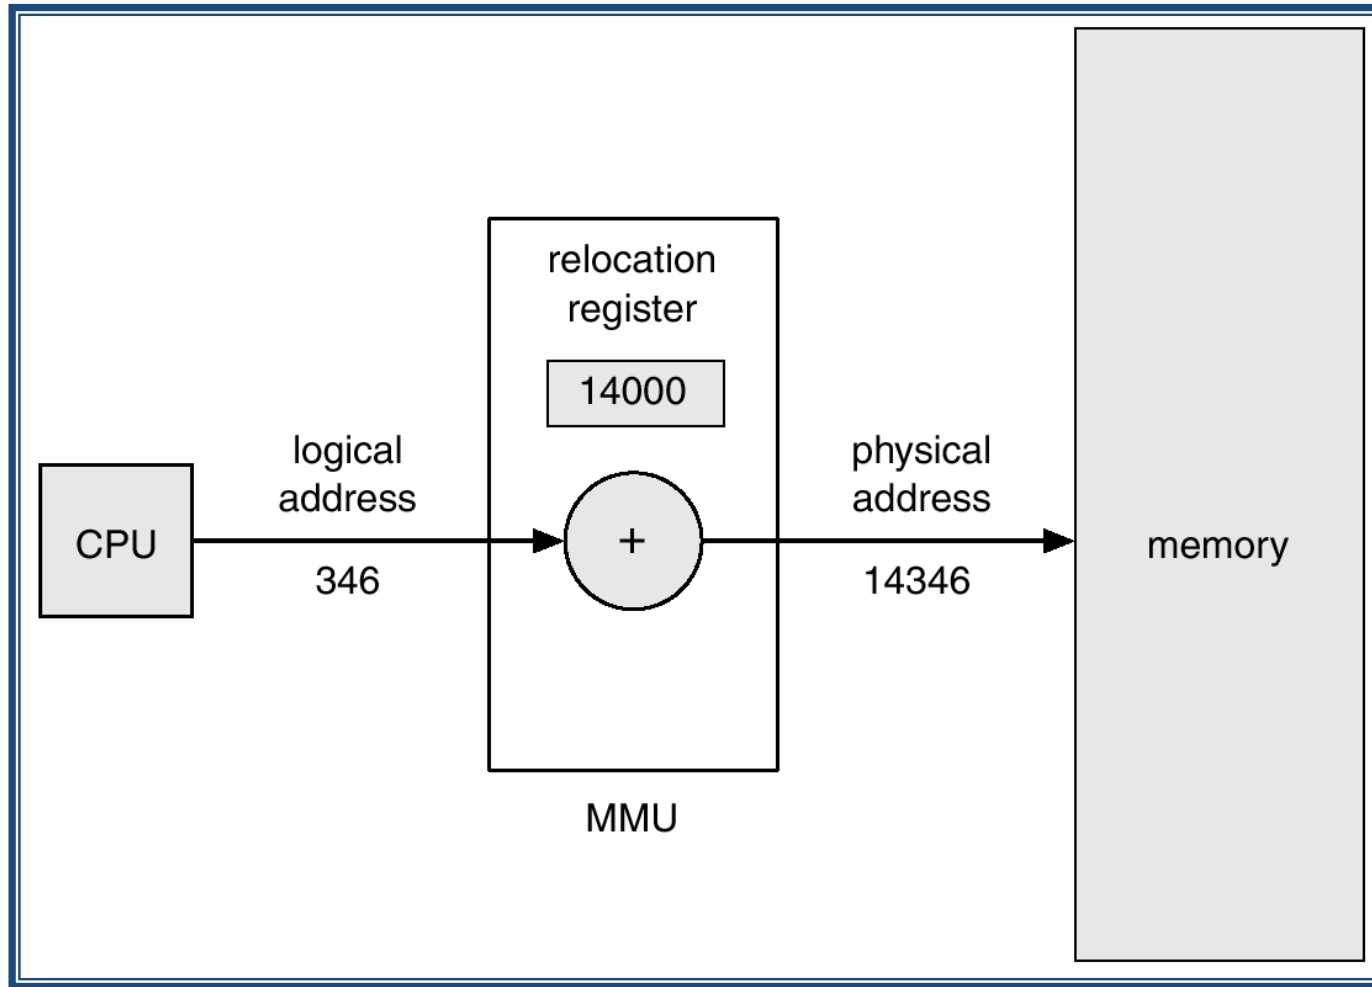 relocation
register
14000
logical
address
physical
address
CPU
+
memory
346
14346
MMU